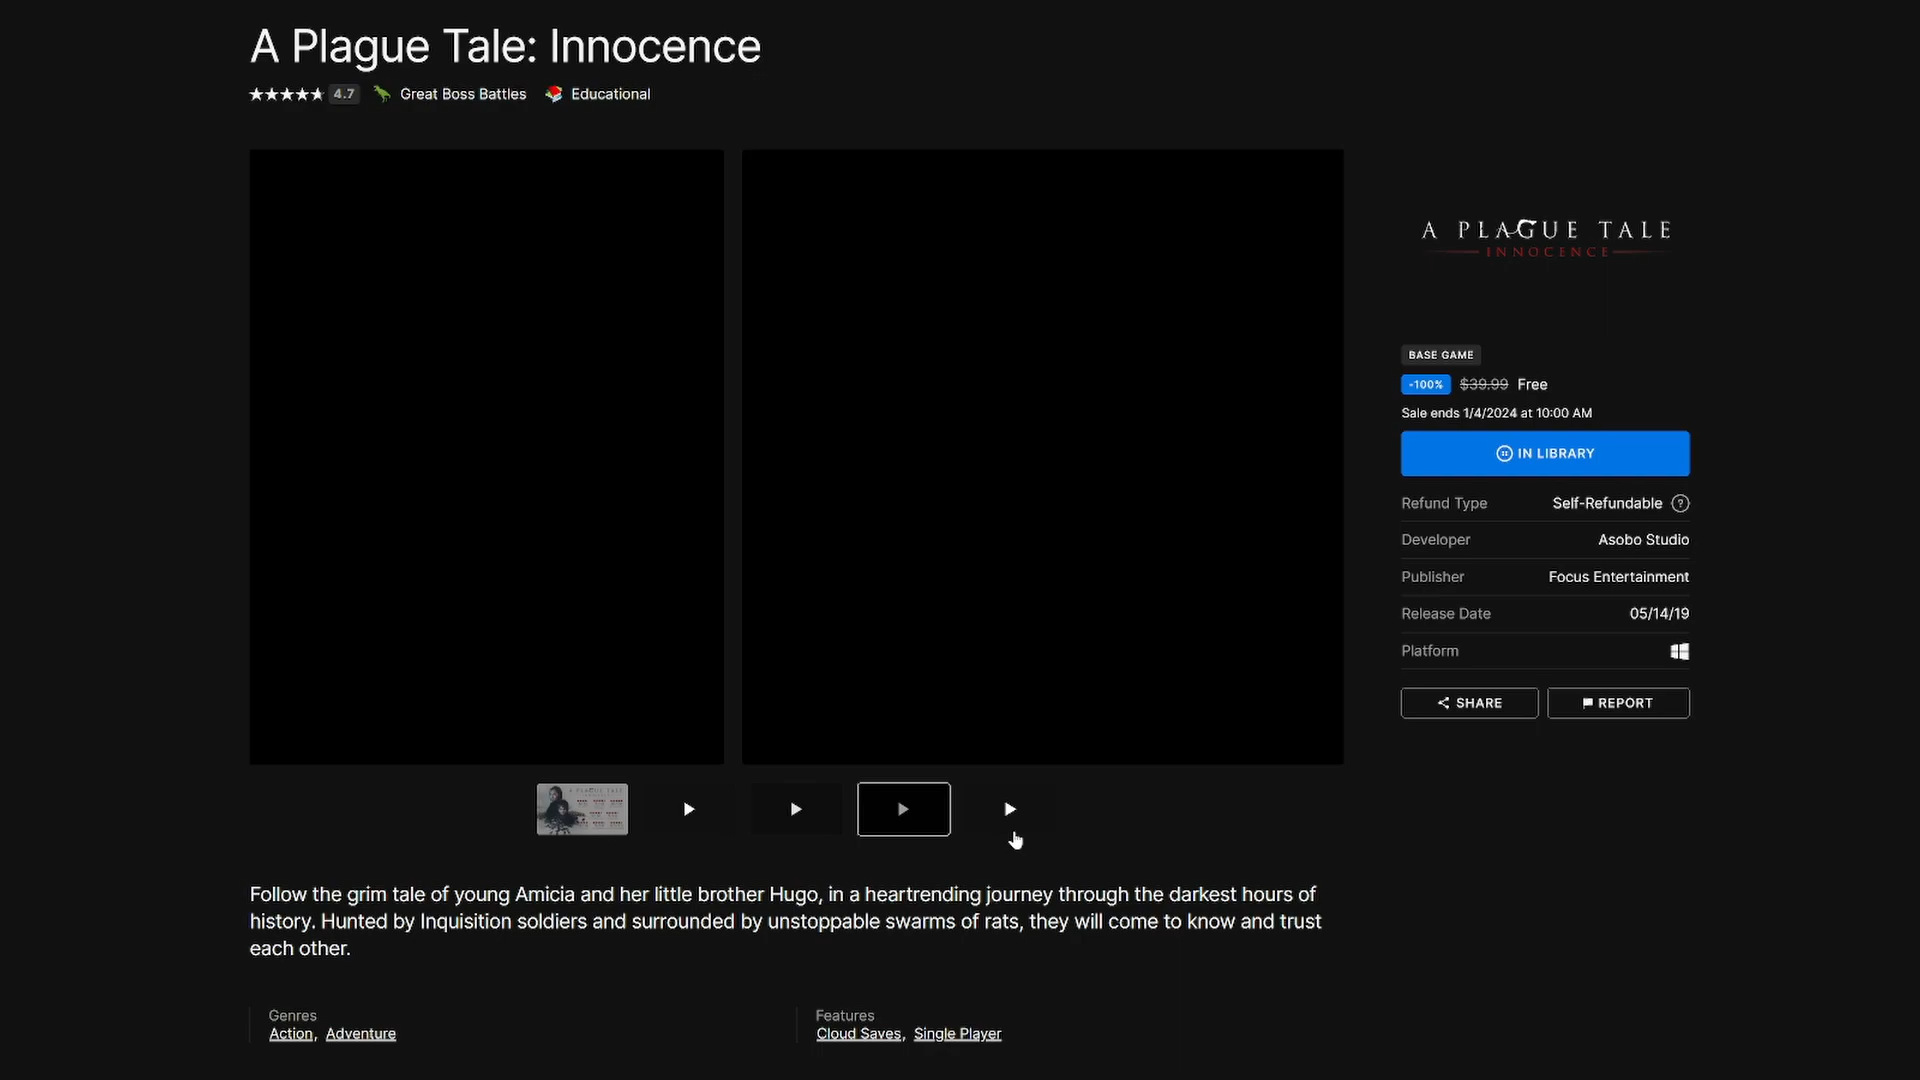 A Plague Tale: Innocence
4.7 Great Boss Battles Educational
A PLAGUE TALE
INNOCENCE
BASE GAME
-100% $39.99 Free
Sale ends 1/4/2024 at 10:00 AM
IN LIBRARY
Refund Type Self-Refundable ?
Developer Asobo Studio
Publisher Focus Entertainment
Release Date 05/14/19
Platform
SHARE REPORT
A PLAGUE TALE
Follow the grim tale of young Amicia and her little brother Hugo, in a heartrending journey through the darkest hours of
history. Hunted by Inquisition soldiers and surrounded by unstoppable swarms of rats, they will come to know and trust
each other.
Genres
Action, Adventure
Features
Cloud Saves, Single Player